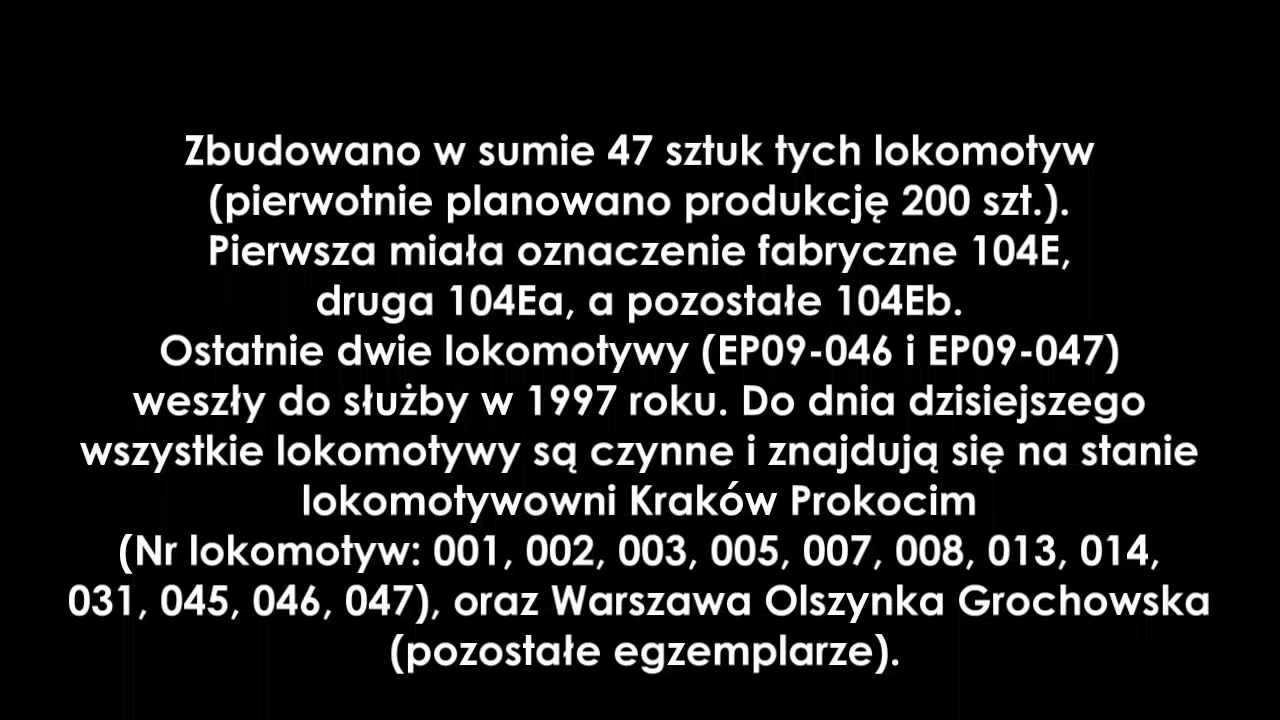 Zbudowano w sumie 47 sztuk tych lokomotyw
(pierwotnie planowano produkcję 200 szt.).
Pierwsza miała oznaczenie fabryczne 104E,
druga 104Ea, a pozostałe 104Eb.
Ostatnie dwie lokomotywy (EP09-046 i EP09-047)
weszły do służby w 1997 roku. Do dnia dzisiejszego
wszystkie lokomotywy są czynne i znajdują się na stanie
lokomotywowni Kraków Prokocim
(Nr lokomotyw: 001, 002, 003, 005, 007, 008, 013, 014,
031, 045, 046, 047), oraz Warszawa Olszynka Grochowska
(pozostałe egzemplarze).